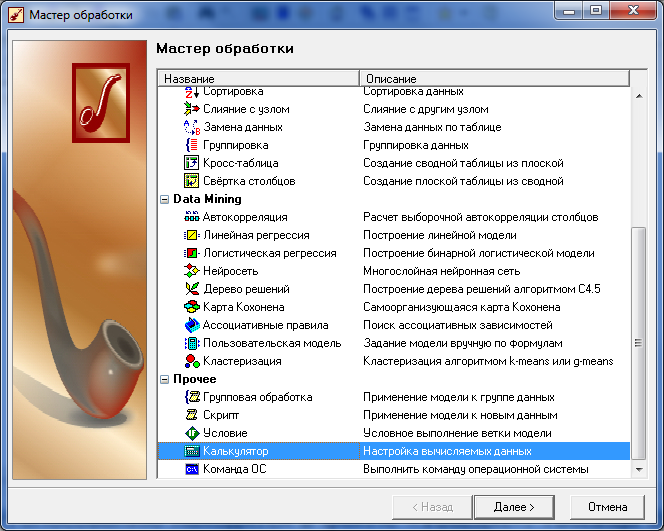 Мастер обработки
Мастер обработки
Название Описание
Сортировка Сортировка данных
Слияние с узлом Слияние с другим узлом
Замена данных Замена данных по таблице
Группировка Группировка данных
Кросс-таблица Создание сводной таблицы из плоской
Свёртка столбцов Создание плоской таблицы из сводной
Data Mining
Автокорреляция Расчет выборочной автокорреляции столбцов
Линейная регрессия Построение линейной модели
Логистическая регрессия Построение бинарной логистической модели
Нейросеть Многослойная нейронная сеть
Дерево решений Построение дерева решений алгоритмом C4.5
Карта Кохонена Самоорганизующаяся карта Кохонена
Ассоциативные правила Поиск ассоциативных зависимостей
Пользовательская модель Задание модели вручную по формулам
Кластеризация Кластеризация алгоритмом k-means или g-means
Прочее
Групповая обработка Применение модели к группе данных
Скрипт Применение модели к новым данным
Условие Условное выполнение ветки модели
Калькулятор Настройка вычисляемых данных
Команда ОС Выполнить команду операционной системы
< Назад Далее > Отмена